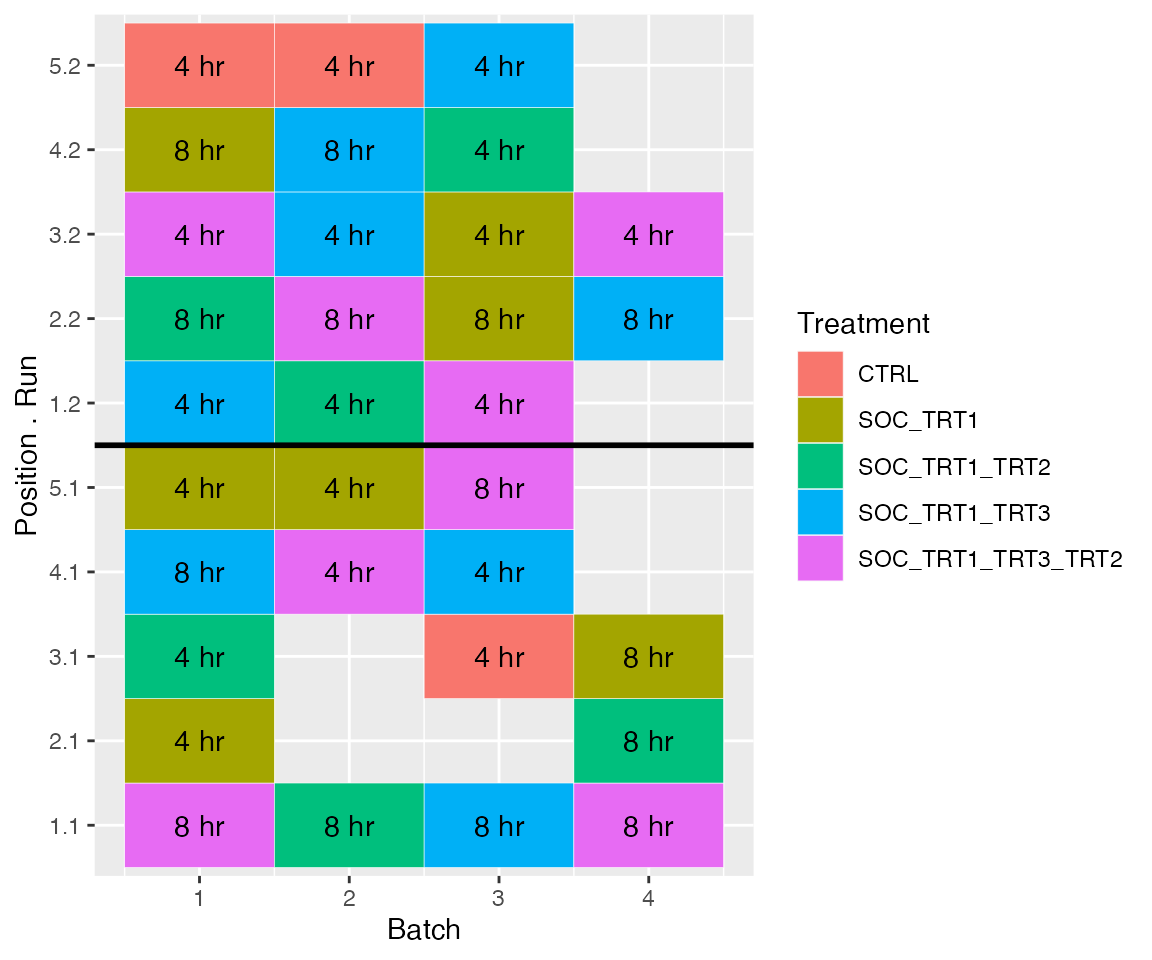 Position . Run
5.2 4 hr 4 hr 4 hr
4.2 8 hr 8 hr 4 hr
3.2 4 hr 4 hr 4 hr 4 hr
2.2 8 hr 8 hr 8 hr 8 hr
1.2 4 hr 4 hr 4 hr
5.1 4 hr 4 hr 8 hr
4.1 8 hr 4 hr 4 hr
3.1 4 hr 4 hr 8 hr
2.1 4 hr 8 hr
1.1 8 hr 8 hr 8 hr 8 hr
1 2 3 4
Batch
Treatment
CTRL
SOC_TRT1
SOC_TRT1_TRT2
SOC_TRT1_TRT3
SOC_TRT1_TRT3_TRT2